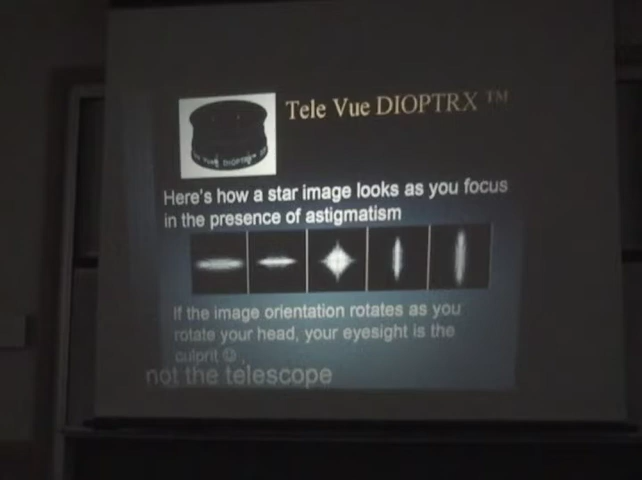 Tele Vue DIOPTRX ™
Here's how a star image looks as you focus
in the presence of astigmatism
If the image orientation rotates as you
rotate your head, your eyesight is the
culprit ☺.
not the telescope